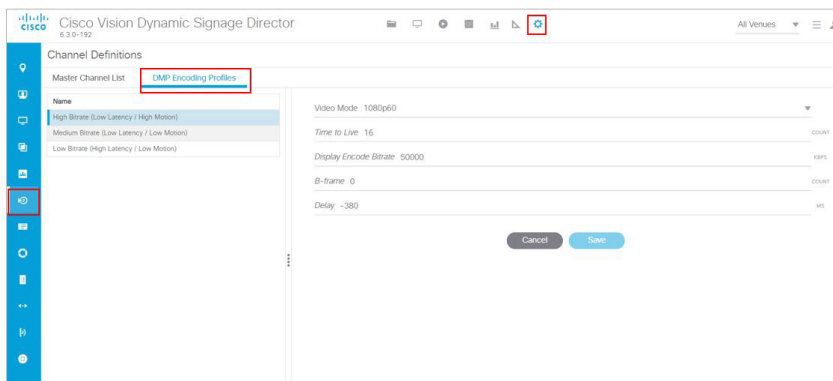 CISCO
Cisco Vision Dynamic Signage Director
6.3.0-192
All Venues
Channel Definitions
Master Channel List
DMP Encoding Profiles
Name
High Bitrate (Low Latency / High Motion)
Medium Bitrate (Low Latency / Low Motion)
Low Bitrate (High Latency / Low Motion)
Video Mode 1080p60
Time to Live 16 COUNT
Display Encode Bitrate 50000 KBPS
B-frame 0 COUNT
Delay -380 MS
Cancel
Save